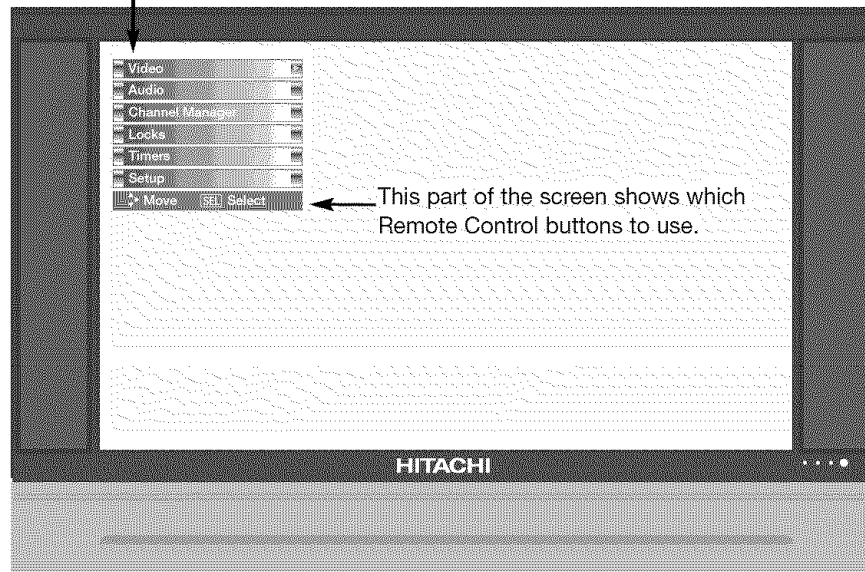 Video
Audio
Channel Manager
Locks
Timers
Setup
Move SEL Select
This part of the screen shows which
Remote Control buttons to use.
HITACHI